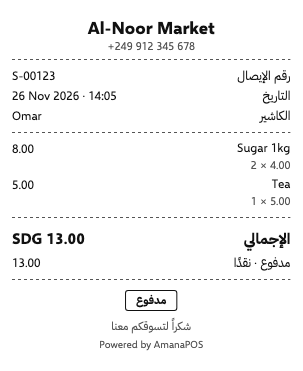 Al-Noor Market
+249 912 345 678
رقم الإيصال S-00123
التاريخ 26 Nov 2026 · 14:05
الكاشير Omar
Sugar 1kg 8.00
2 × 4.00
Tea 5.00
1 × 5.00
الإجمالي SDG 13.00
مدفوع · نقدًا 13.00
مدفوع
شكراً لتسوقكم معنا
Powered by AmanaPOS